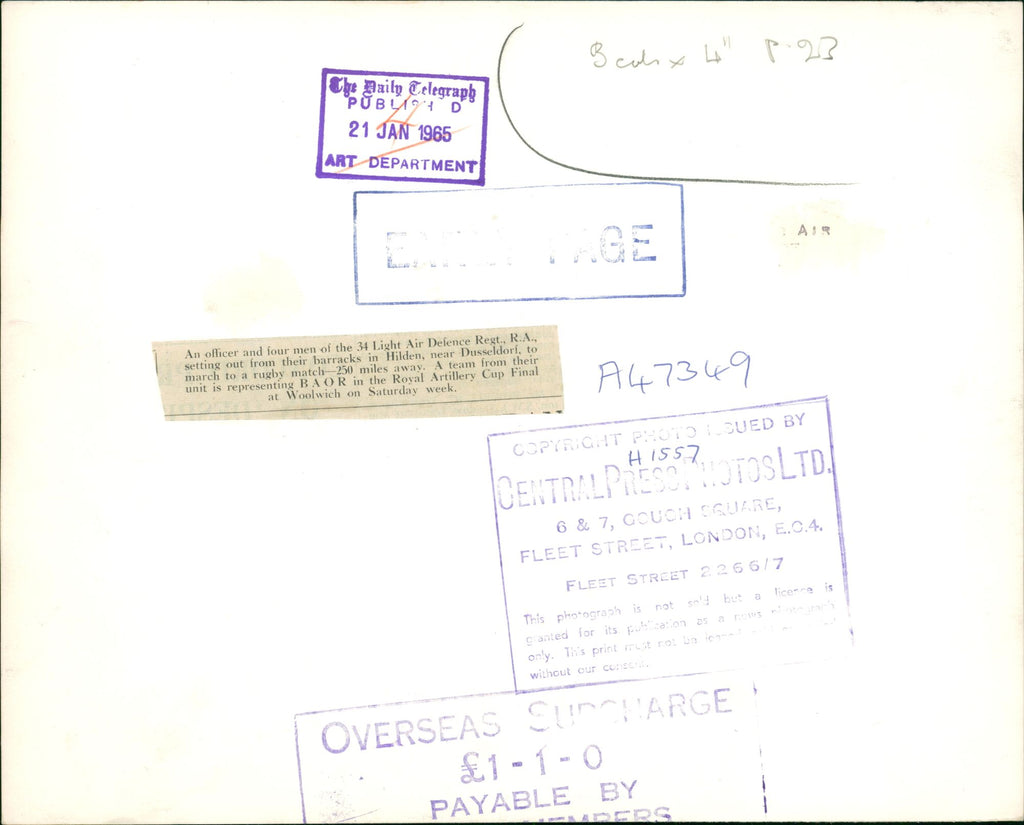 3 cols x 4" P. 23
The Daily Telegraph
PUBLISH D
21 JAN 1965
ART DEPARTMENT
PAGE
AIR
An officer and four men of the 34 Light Air Defence Regt., R.A.,
setting out from their barracks in Hilden, near Dusseldorf, to
march to a rugby match—250 miles away. A team from their
unit is representing B A O R in the Royal Artillery Cup Final
at Woolwich on Saturday week.
A47349
COPYRIGHT PHOTO ISSUED BY
H1557
CENTRAL PRESS PHOTOS LTD.
6 & 7, GOUGH SQUARE,
FLEET STREET, LONDON, E.C.4.
FLEET STREET 2266/7
This photograph is not sold but a licence is
granted for its publication as a news photograph
only. This print must not be
without our consent.
OVERSEAS SURCHARGE
£1-1-0
PAYABLE BY
MEMBERS